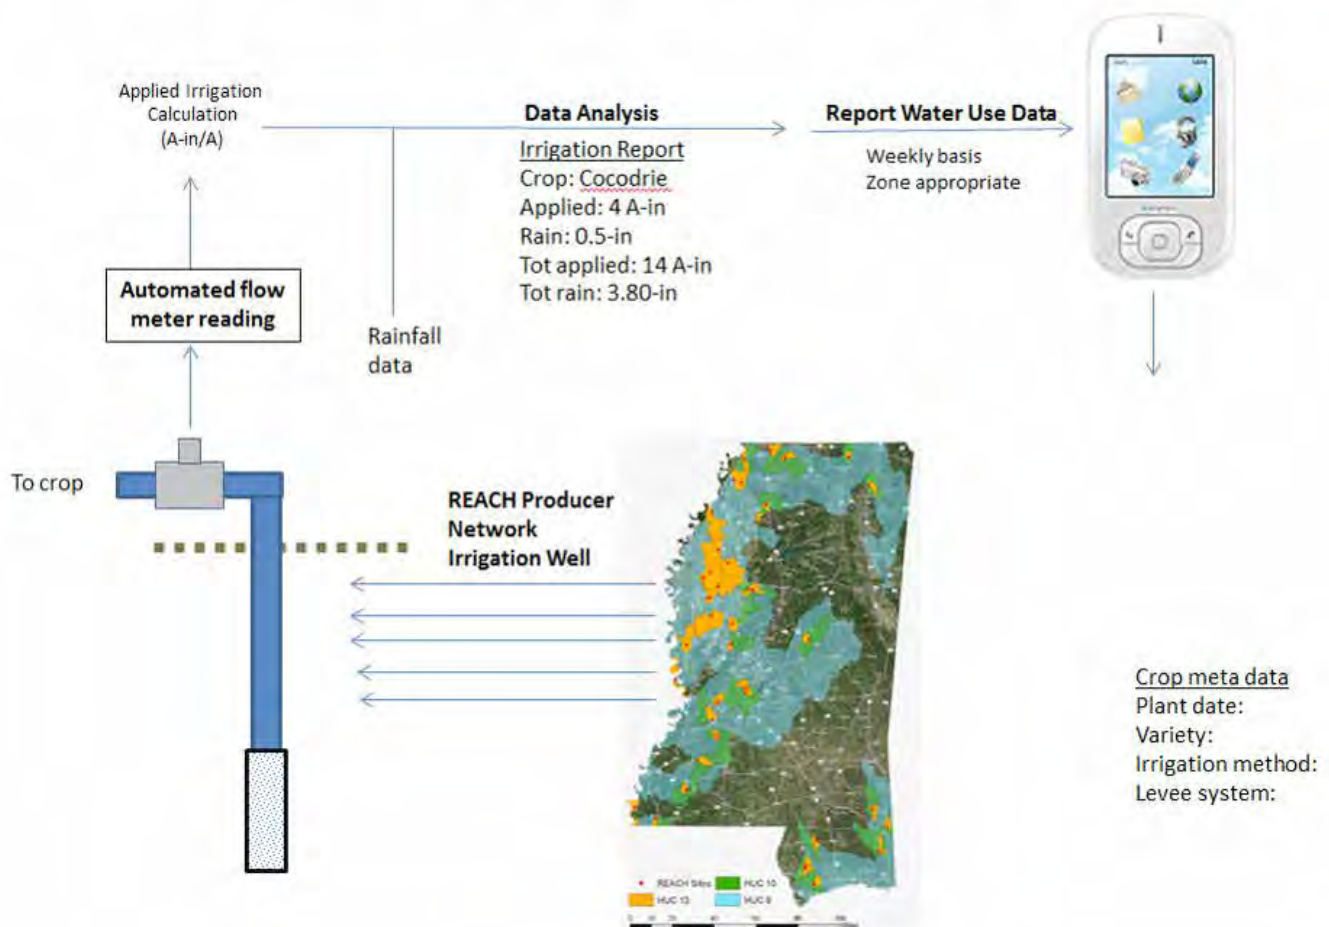 Applied Irrigation
Calculation
(A-in/A)
Data Analysis
Irrigation Report
Crop: Cocodrie
Applied: 4 A-in
Rain: 0.5-in
Tot applied: 14 A-in
Tot rain: 3.80-in
Report Water Use Data
Weekly basis
Zone appropriate
Automated flow
meter reading
Rainfall
data
To crop
REACH Producer
Network
Irrigation Well
Crop meta data
Plant date:
Variety:
Irrigation method:
Levee system:
REACH Sites
HUC 10
HUC 12